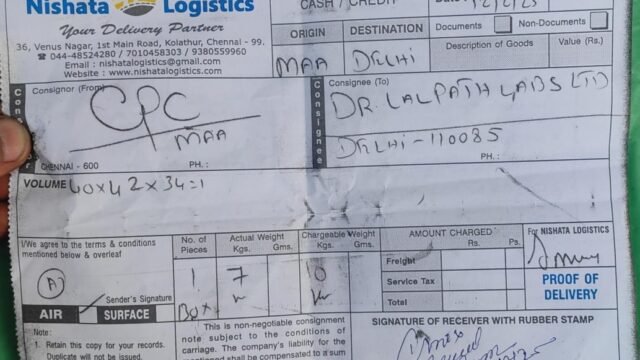 Nishata Logistics
Your Delivery Partner
36, Venus Nagar, 1st Main Road, Kolathur, Chennai - 99.
044-48524280 / 7010458303 / 9380559960
Email : nishatalogistics@gmail.com
Website : www.nishatalogistics.com
CASH / CREDIT
ORIGIN DESTINATION
MAA DELHI
Documents Non-Documents
Description of Goods Value (Rs.)
Consignor (From)
CPC
MAA
CHENNAI - 600 PH. :
Consignee
Consignee (To)
DR. LALPATH LABS LTD
DELHI - 110085
PH. :
VOLUME 40x42x34=1
I/We agree to the terms & conditions
mentioned below & overleaf
A
Sender's Signature
AIR SURFACE
No. of Pieces
Actual Weight
Kgs. Gms.
Chargeable Weight
Kgs. Gms.
1 7 10
Box
AMOUNT CHARGED
Rs. Ps.
Freight
Service Tax
Total
For NISHATA LOGISTICS
PROOF OF
DELIVERY
Note :
1. Retain this copy for your records.
Duplicate will not be issued.
This is non-negotiable consignment
note subject to the conditions of
carriage. The company's liability for
the compensated to a sum
SIGNATURE OF RECEIVER WITH RUBBER STAMP